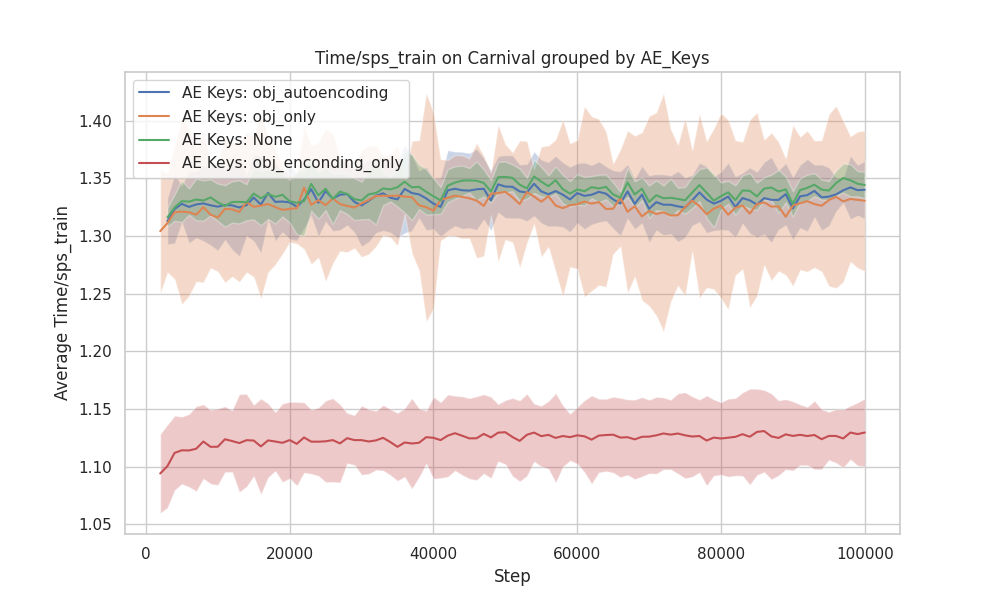 Time/sps_train on Carnival grouped by AE_Keys
AE Keys: obj_autoencoding
AE Keys: obj_only
AE Keys: None
AE Keys: obj_enconding_only
Average Time/sps_train
1.40
1.35
1.30
1.25
1.20
1.15
1.10
1.05
0 20000 40000 60000 80000 100000
Step